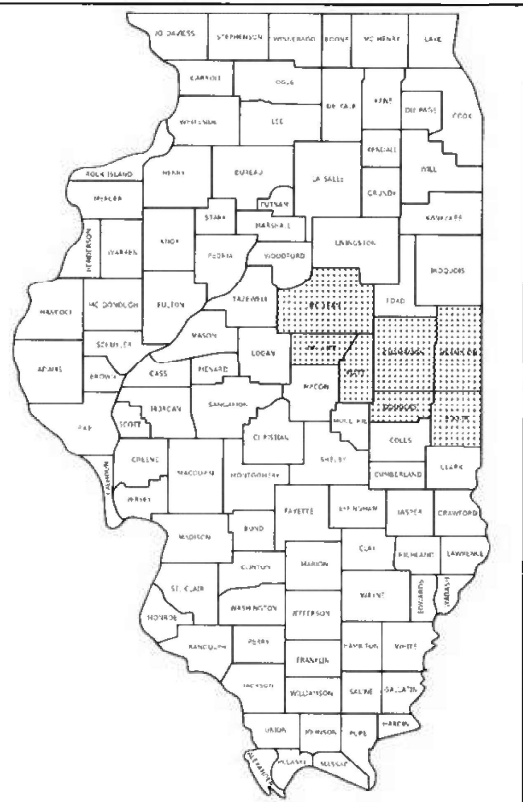 JO DAVIESS STEPHENSON WINNEBAGO BOONE MC HENRY LAKE
CARROLL OGLE DE KALB KANE DU PAGE COOK
WHITESIDE LEE
KENDALL WILL
ROCK ISLAND HENRY BUREAU LA SALLE GRUNDY
MERCER PUTNAM KANKAKEE
STARK MARSHALL
HENDERSON WARREN KNOX PEORIA WOODFORD LIVINGSTON IROQUOIS
HANCOCK MC DONOUGH FULTON TAZEWELL MC LEAN FORD
SCHUYLER MASON LOGAN DE WITT PIATT CHAMPAIGN VERMILION
ADAMS BROWN CASS MENARD MACON
PIKE SCOTT MORGAN SANGAMON MOULTRIE DOUGLAS EDGAR
CHRISTIAN COLES
CALHOUN GREENE MACOUPIN MONTGOMERY SHELBY CUMBERLAND CLARK
JERSEY FAYETTE EFFINGHAM JASPER CRAWFORD
MADISON BOND CLAY RICHLAND LAWRENCE
CLINTON MARION
ST. CLAIR WAYNE EDWARDS WABASH
MONROE WASHINGTON JEFFERSON
RANDOLPH PERRY HAMILTON WHITE
FRANKLIN
JACKSON WILLIAMSON SALINE GALLATIN
UNION JOHNSON POPE HARDIN
ALEXANDER PULASKI MASSAC